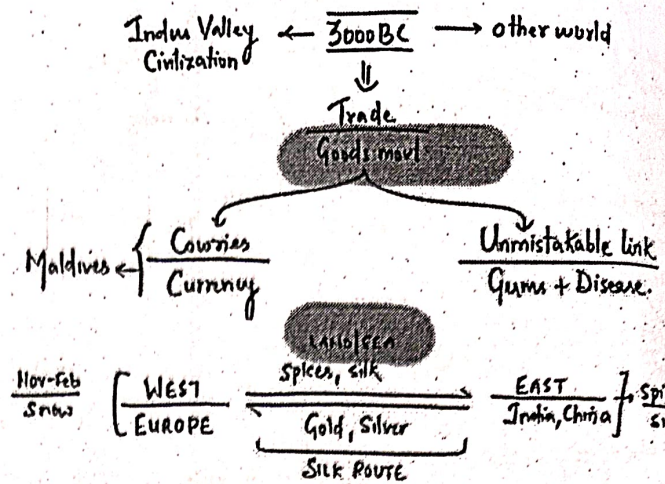 Indus Valley ← 3000BC → other world
Civilization
⇓
Trade
Goods movt
Maldives ← { Cowries
Currency
Unmistakable link
Germs + Disease.
LAND/SEA
Spices, silk
Nov-Feb
Snow
WEST
EUROPE
Gold, Silver
EAST
India, China
SILK ROUTE